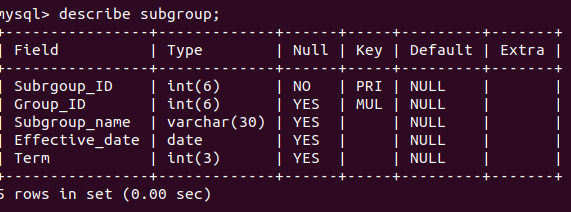 mysql> describe subgroup;
+----------------+-------------+------+-----+---------+-------+
| Field          | Type        | Null | Key | Default | Extra |
+----------------+-------------+------+-----+---------+-------+
| Subrgoup_ID    | int(6)      | NO   | PRI | NULL    |       |
| Group_ID       | int(6)      | YES  | MUL | NULL    |       |
| Subgroup_name  | varchar(30) | YES  |     | NULL    |       |
| Effective_date | date        | YES  |     | NULL    |       |
| Term           | int(3)      | YES  |     | NULL    |       |
+----------------+-------------+------+-----+---------+-------+
5 rows in set (0.00 sec)